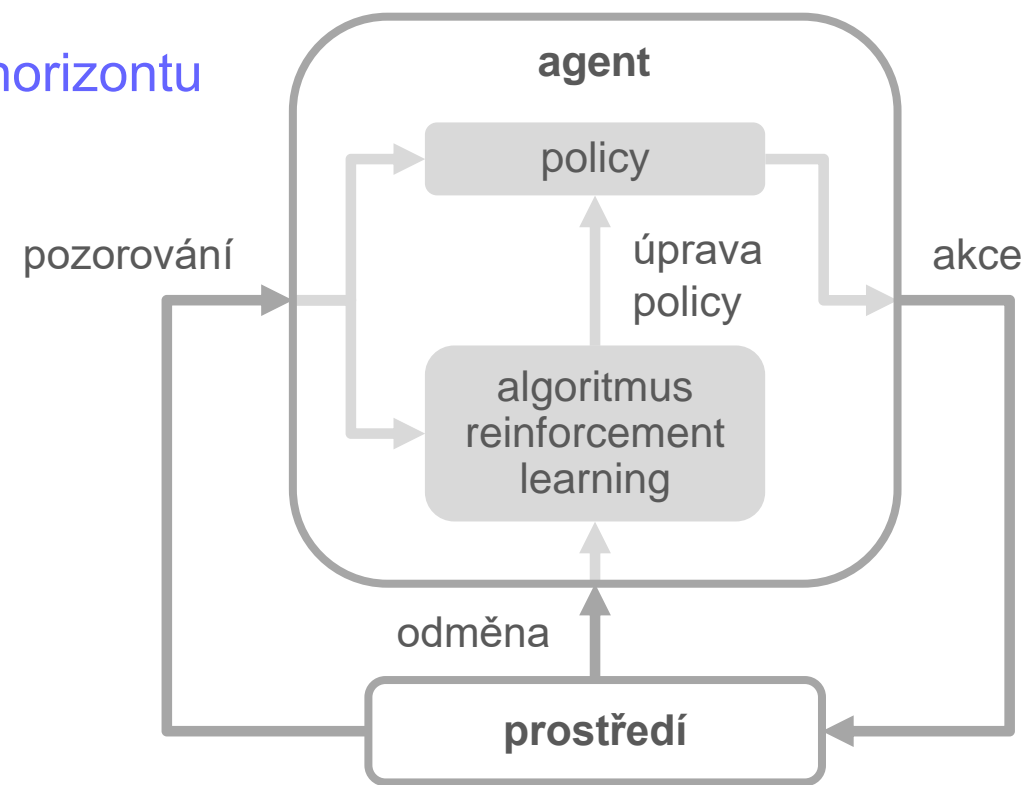 horizontu
agent
policy
pozorování
úprava
policy
akce
algoritmus
reinforcement
learning
odměna
prostředí